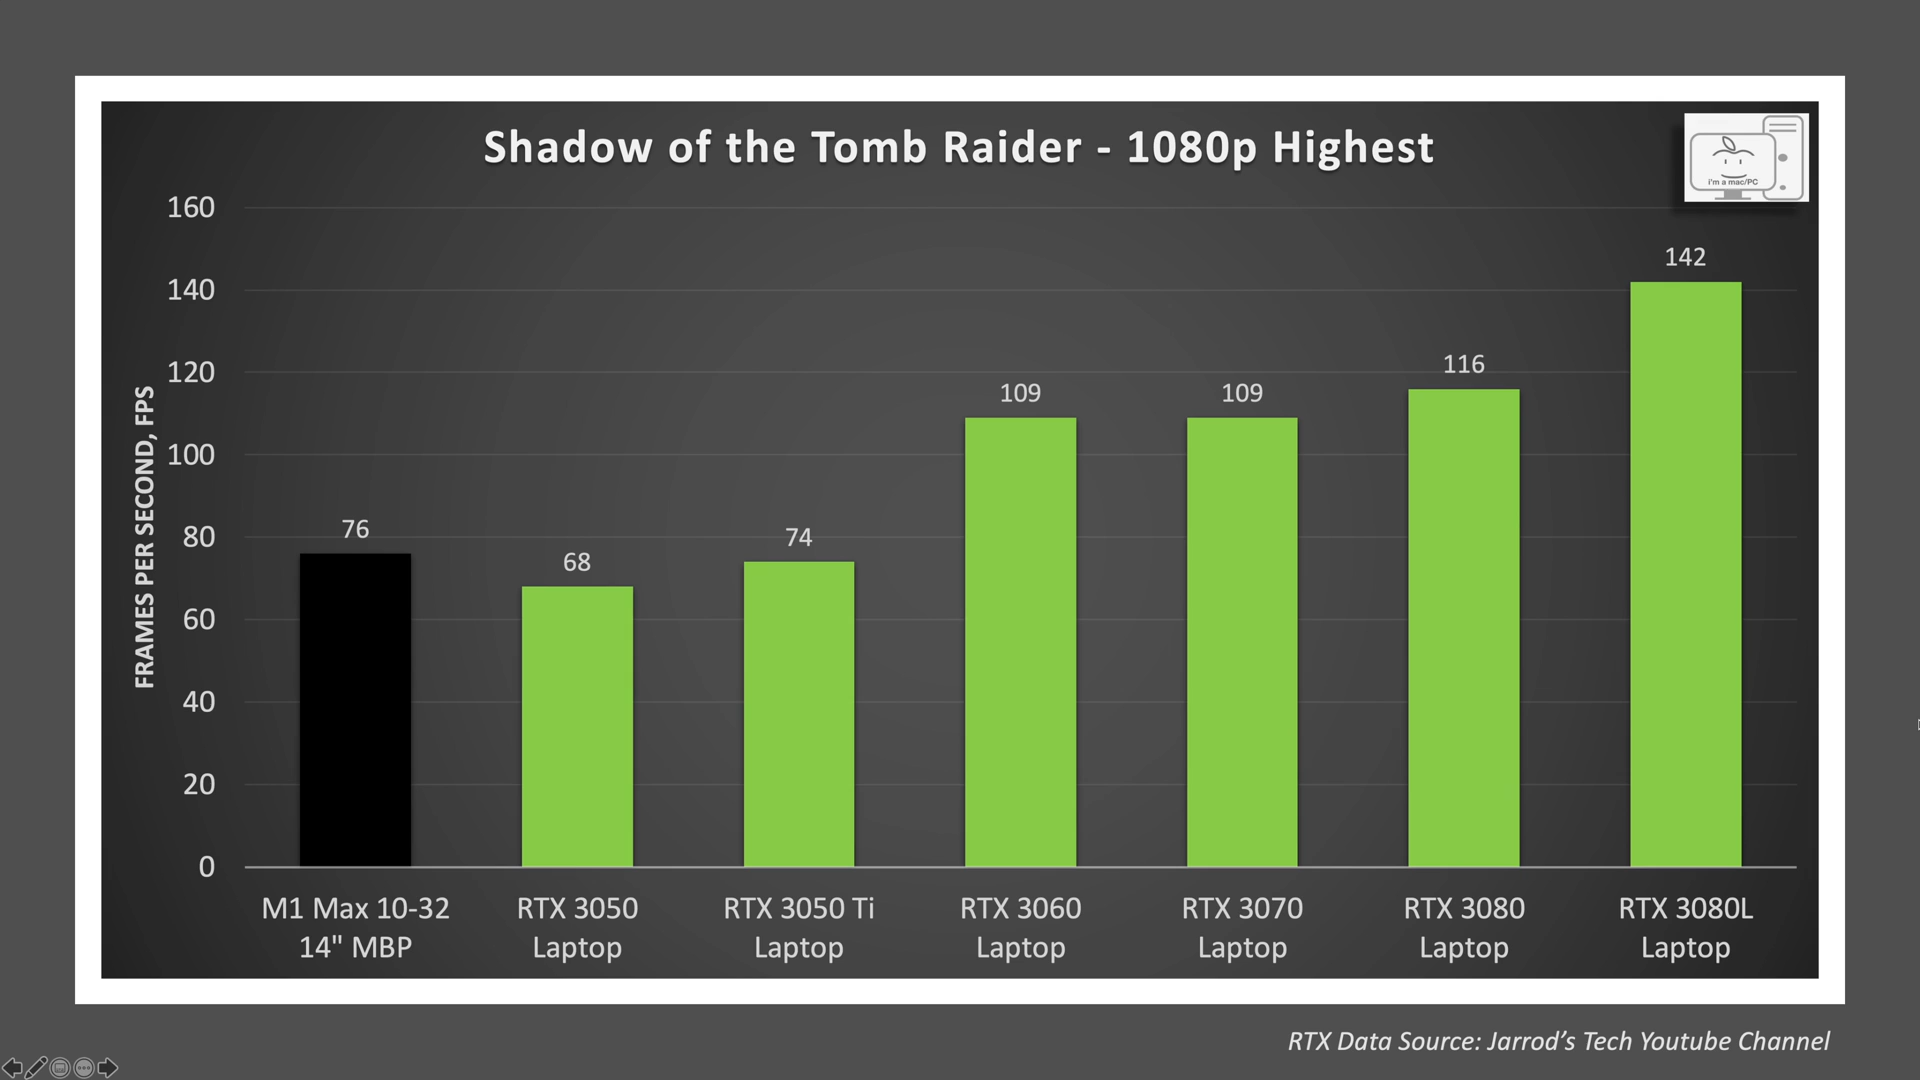 Shadow of the Tomb Raider - 1080p Highest
i'm a mac/PC
FRAMES PER SECOND, FPS
160
140
120
100
80
60
40
20
0
76
68
74
109
109
116
142
M1 Max 10-32
14" MBP
RTX 3050
Laptop
RTX 3050 Ti
Laptop
RTX 3060
Laptop
RTX 3070
Laptop
RTX 3080
Laptop
RTX 3080L
Laptop
RTX Data Source: Jarrod’s Tech Youtube Channel